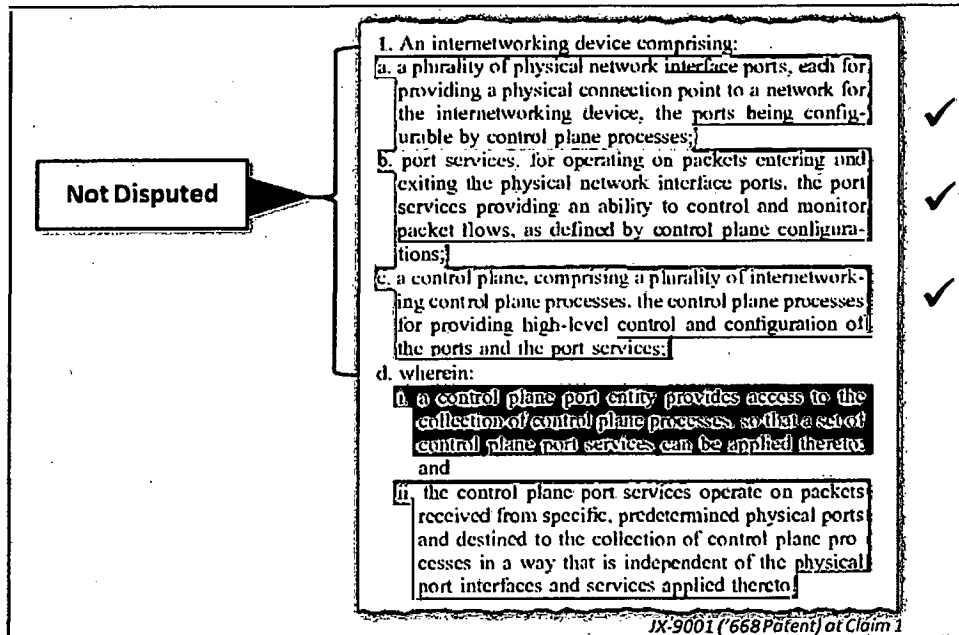 Not Disputed
1. An internetworking device comprising:
a. a plurality of physical network interface ports, each for
providing a physical connection point to a network for
the internetworking device, the ports being config-
urable by control plane processes;
b. port services, for operating on packets entering and
exiting the physical network interface ports, the port
services providing an ability to control and monitor
packet flows, as defined by control plane configura-
tions;
c. a control plane, comprising a plurality of internetwork-
ing control plane processes, the control plane processes
for providing high-level control and configuration of
the ports and the port services;
d. wherein:
i. a control plane port entity provides access to the
collection of control plane processes, so that a set of
control plane port services can be applied thereto;
and
ii. the control plane port services operate on packets
received from specific, predetermined physical ports
and destined to the collection of control plane pro
cesses in a way that is independent of the physical
port interfaces and services applied thereto.
JX-9001 ('668 Patent) at Claim 1